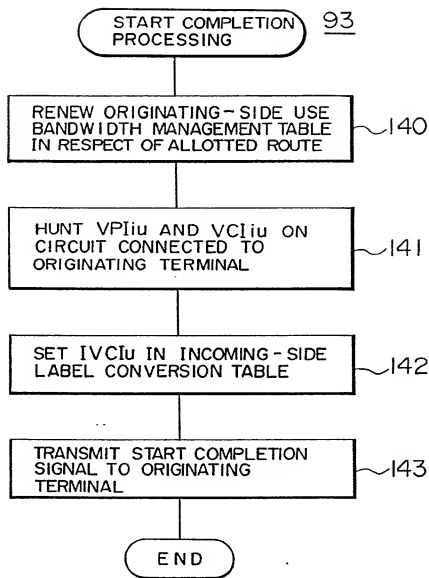 START COMPLETION
PROCESSING
93
RENEW ORIGINATING-SIDE USE
BANDWIDTH MANAGEMENT TABLE
IN RESPECT OF ALLOTTED ROUTE
140
HUNT VPIiu AND VCIiu ON
CIRCUIT CONNECTED TO
ORIGINATING TERMINAL
141
SET IVCIu IN INCOMING-SIDE
LABEL CONVERSION TABLE
142
TRANSMIT START COMPLETION
SIGNAL TO ORIGINATING
TERMINAL
143
END